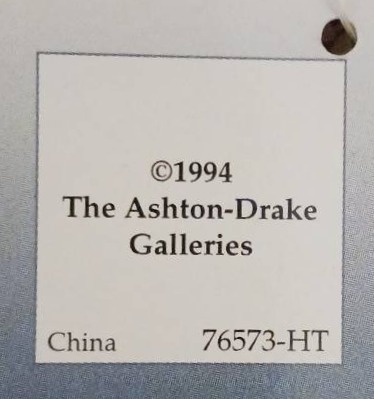 ©1994
The Ashton-Drake
Galleries
China 76573-HT